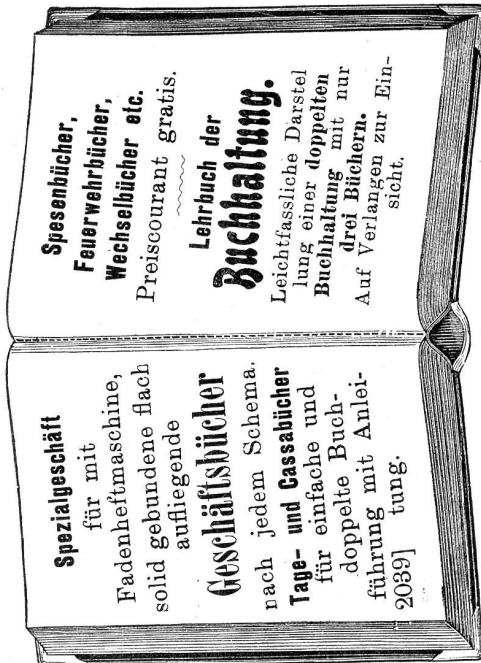 Spezialgeschäft
für mit
Fadenheftmaschine,
solid gebundene flach
aufliegende
Geschäftsbücher
nach jedem Schema.
Tage- und Cassabücher
für einfache und
doppelte Buch-
führung mit Anlei-
tung.
2039]
Spesenbücher,
Feuerwehrbücher,
Wechselbücher etc.
Preiscourant gratis.
Lehrbuch der
Buchhaltung.
Leichtfassliche Darstel
lung einer doppelten
Buchhaltung mit nur
drei Büchern.
Auf Verlangen zur Ein-
sicht.